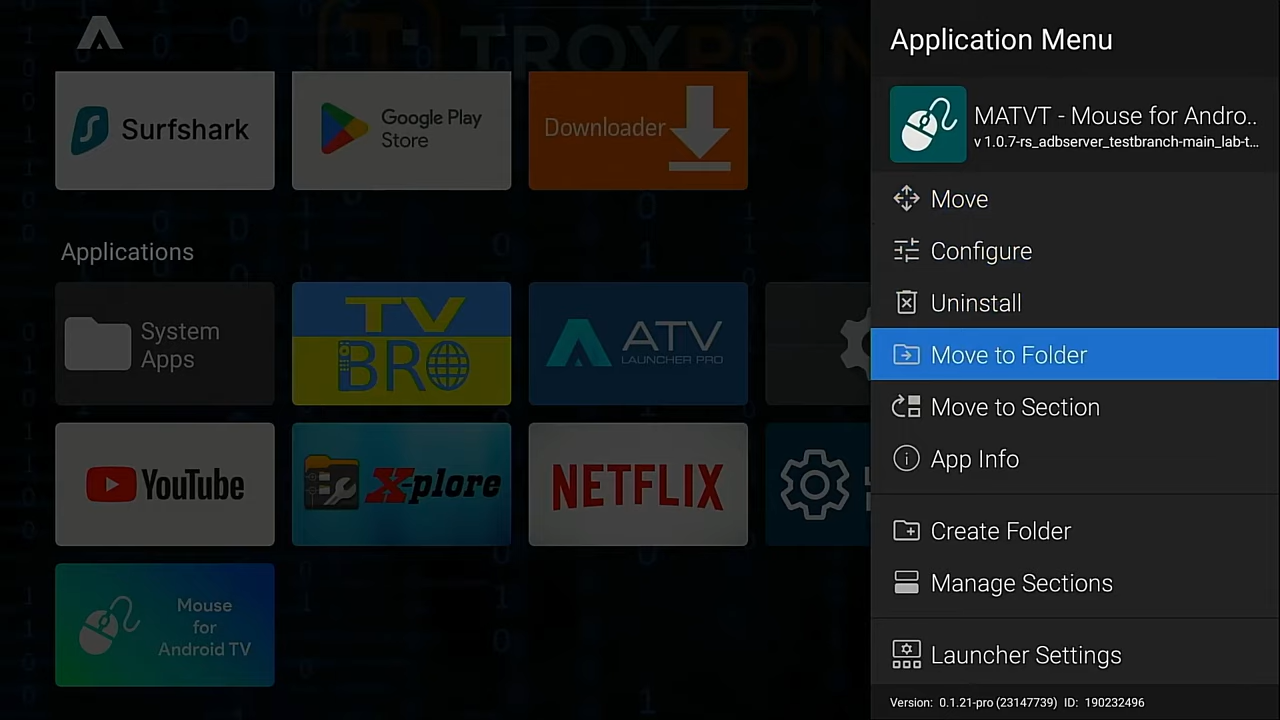 TROYPOIN
Surfshark
Google Play
Store
Downloader
Applications
System
Apps
TV
BRO
ATV
LAUNCHER PRO
YouTube
X-plore
NETFLIX
Mouse
for
Android TV
Application Menu
MATVT - Mouse for Andro..
v 1.0.7-rs_adbserver_testbranch-main_lab-t...
Move
Configure
Uninstall
Move to Folder
Move to Section
App Info
Create Folder
Manage Sections
Launcher Settings
Version: 0.1.21-pro (23147739) ID: 190232496